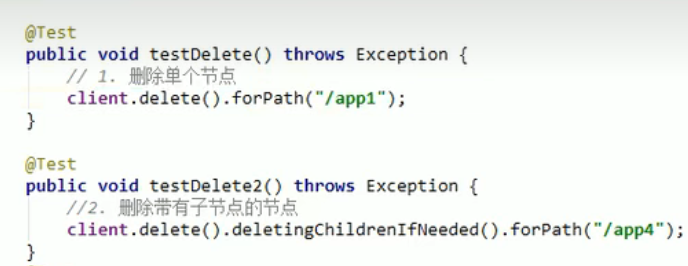 @Test
public void testDelete() throws Exception {
// 1. 删除单个节点
client.delete().forPath("/app1");
}
@Test
public void testDelete2() throws Exception {
//2. 删除带有子节点的节点
client.delete().deletingChildrenIfNeeded().forPath("/app4");
}